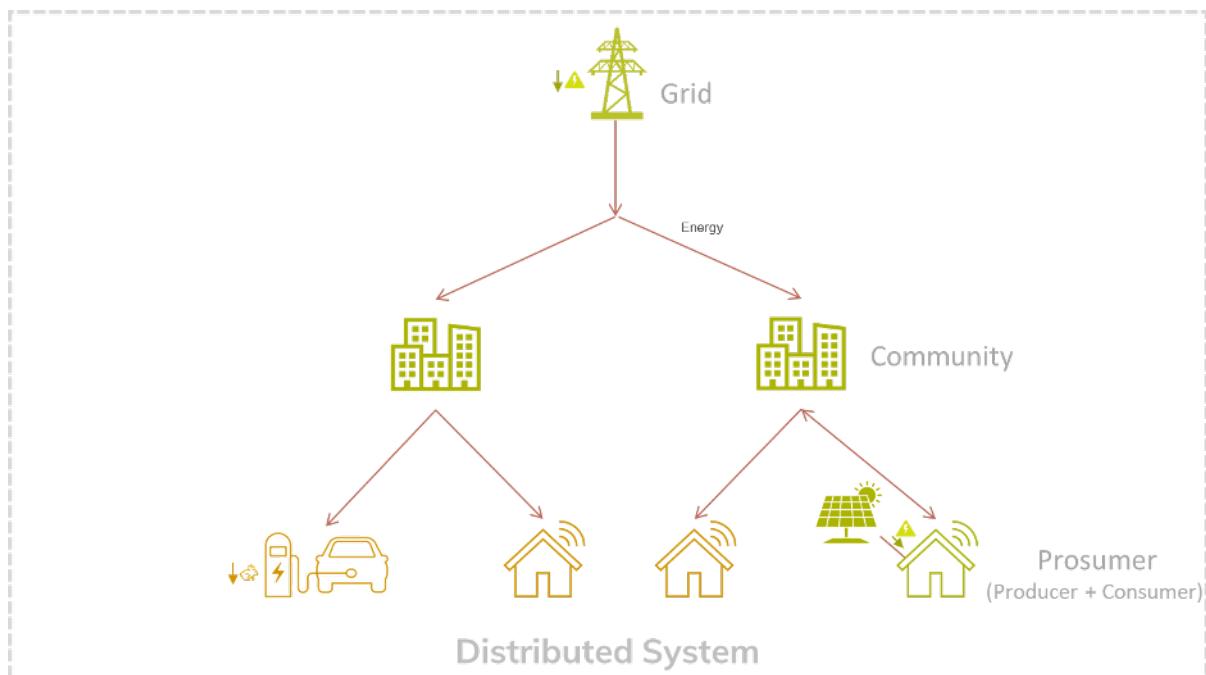 Grid
Energy
Community
Prosumer
(Producer + Consumer)
Distributed System